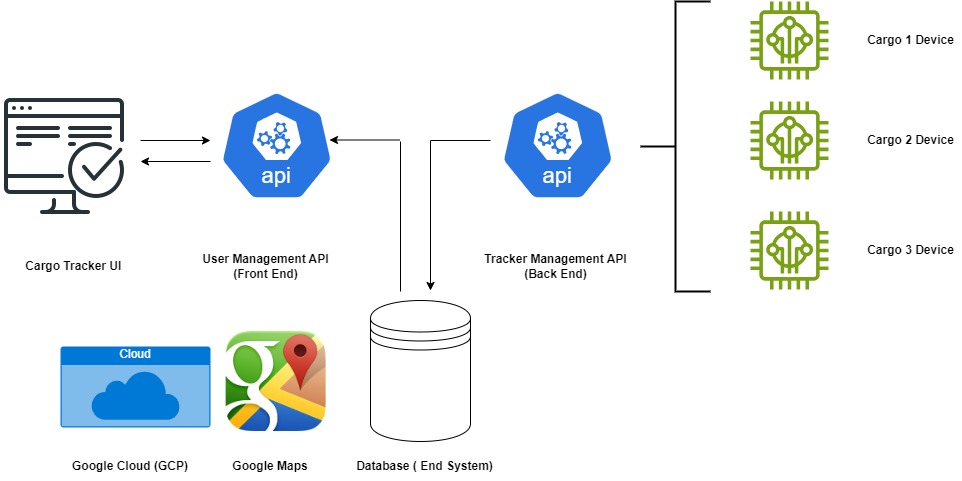 Cargo 1 Device
Cargo 2 Device
api
api
Cargo 3 Device
Cargo Tracker UI
User Management API
(Front End)
Tracker Management API
(Back End)
Cloud
Google Cloud (GCP)
Google Maps
Database ( End System)